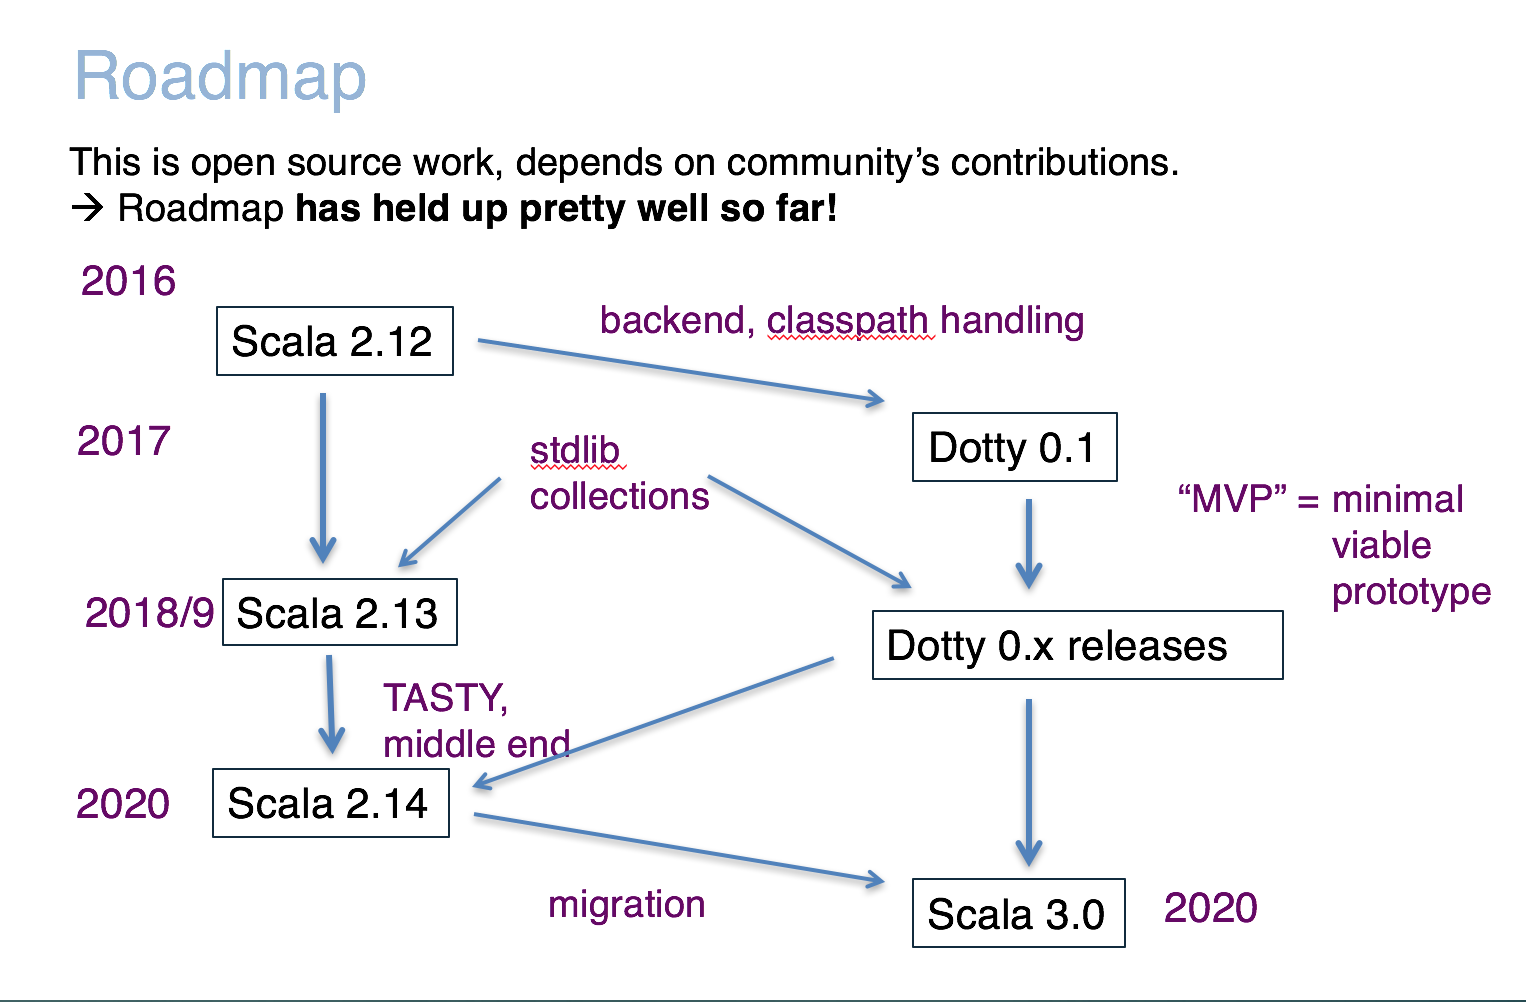 Roadmap
This is open source work, depends on community’s contributions.
→ Roadmap has held up pretty well so far!
2016
Scala 2.12
backend, classpath handling
2017
stdlib
collections
Dotty 0.1
“MVP” = minimal
viable
prototype
2018/9
Scala 2.13
Dotty 0.x releases
TASTY,
middle end
2020
Scala 2.14
migration
Scala 3.0
2020